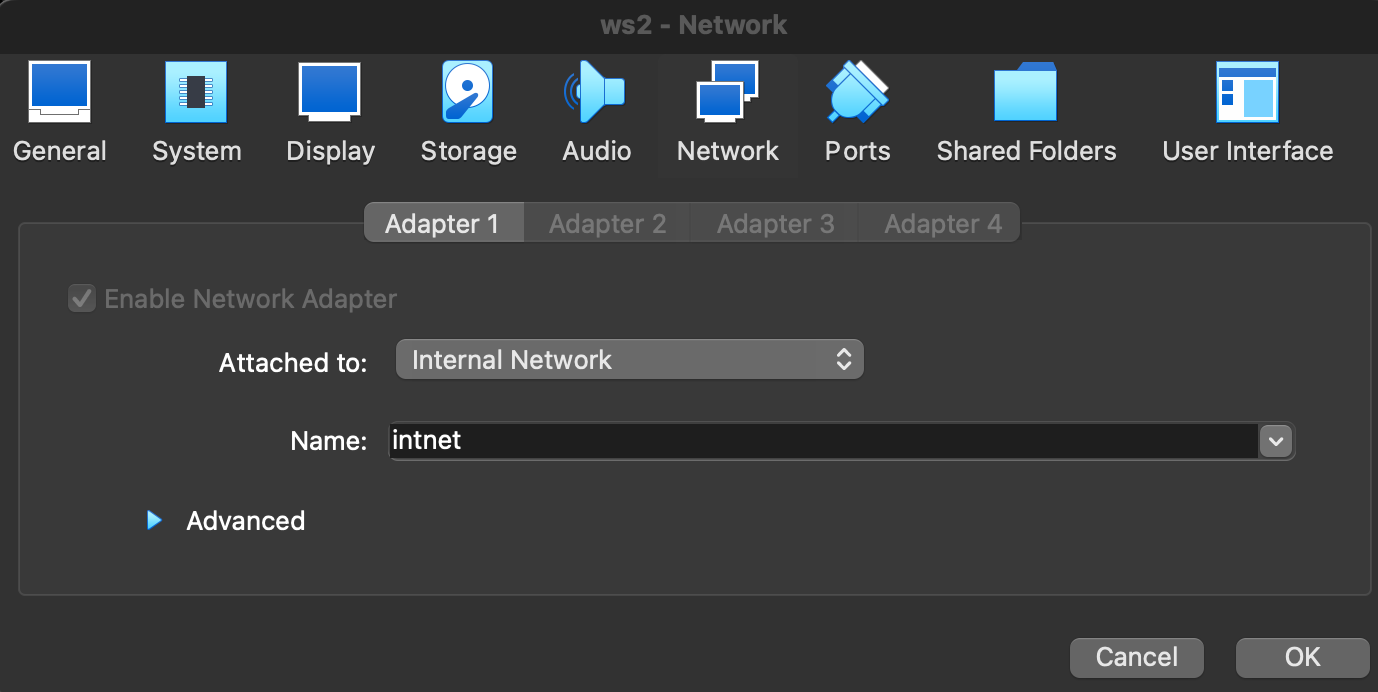 ws2 - Network
General System Display Storage Audio Network Ports Shared Folders User Interface
Adapter 1 Adapter 2 Adapter 3 Adapter 4
Enable Network Adapter
Attached to: Internal Network
Name: intnet
Advanced
Cancel OK